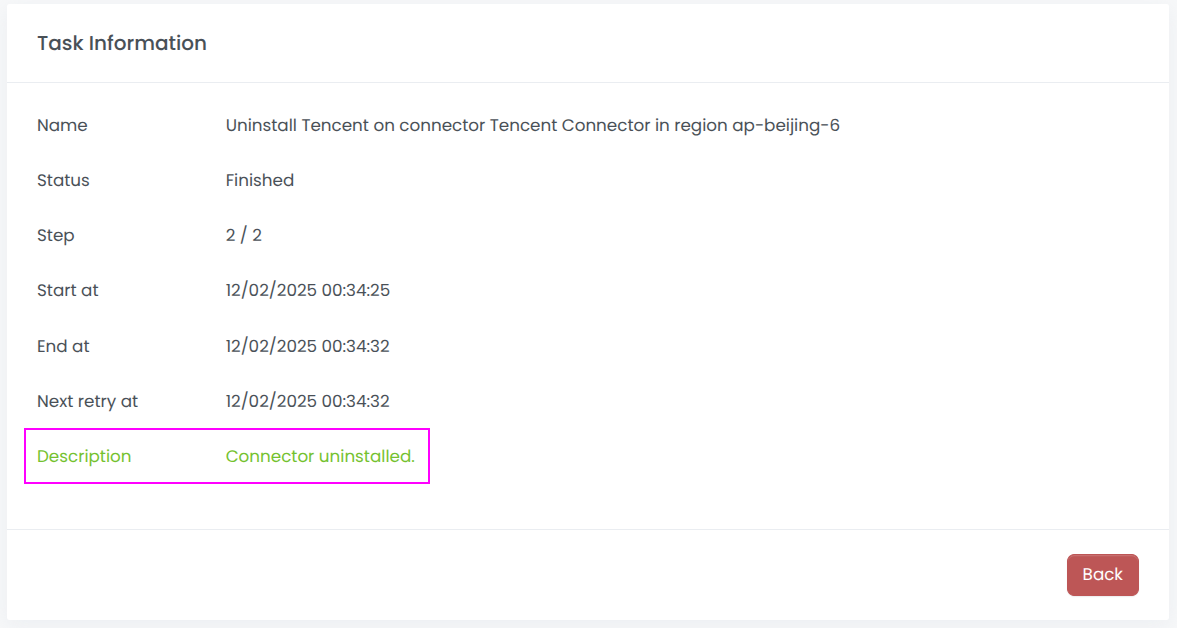 Task Information
Name Uninstall Tencent on connector Tencent Connector in region ap-beijing-6
Status Finished
Step 2 / 2
Start at 12/02/2025 00:34:25
End at 12/02/2025 00:34:32
Next retry at 12/02/2025 00:34:32
Description Connector uninstalled.
Back